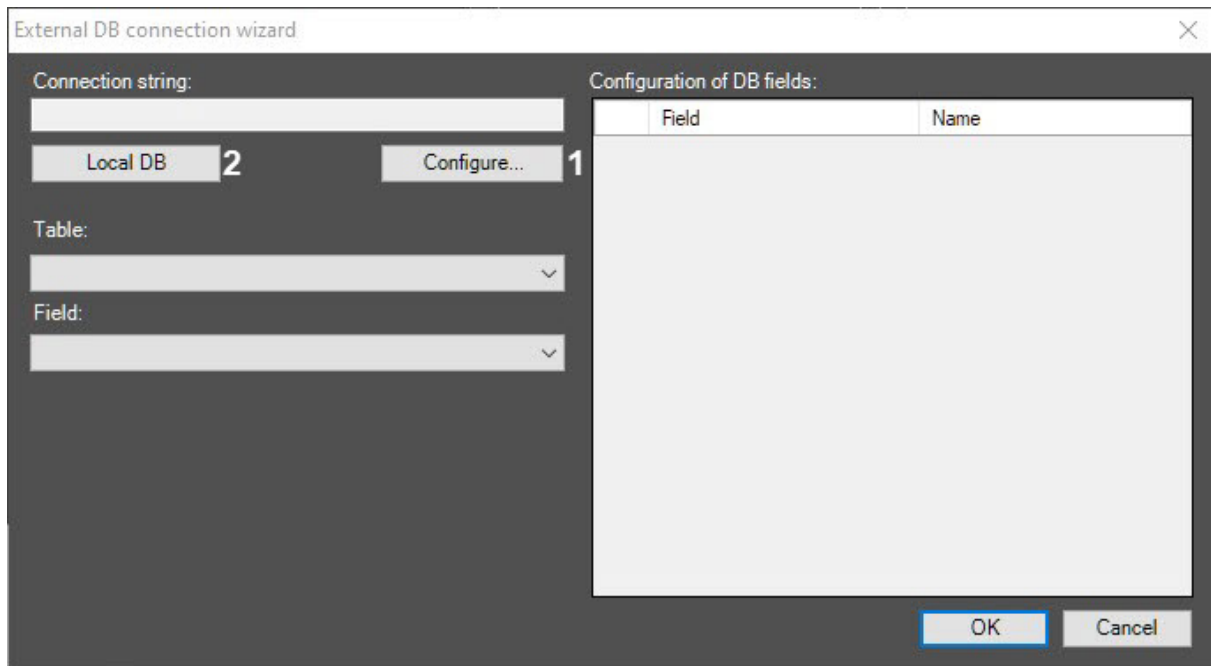 External DB connection wizard
Connection string:
Local DB 2 Configure... 1
Table:
Field:
Configuration of DB fields:
Field Name
OK Cancel